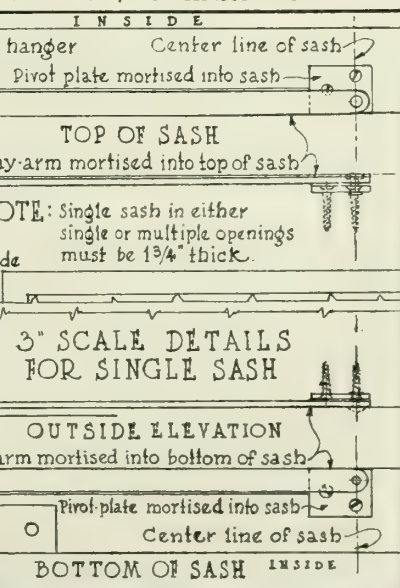 INSIDE
hanger
Center line of sash
Pivot plate mortised into sash
TOP OF SASH
ay-arm mortised into top of sash
OTE: Single sash in either
single or multiple openings
must be 1 3/4" thick.
de
3" SCALE DETAILS
FOR SINGLE SASH
OUTSIDE ELEVATION
arm mortised into bottom of sash
Pivot-plate mortised into sash
Center line of sash
BOTTOM OF SASH
INSIDE